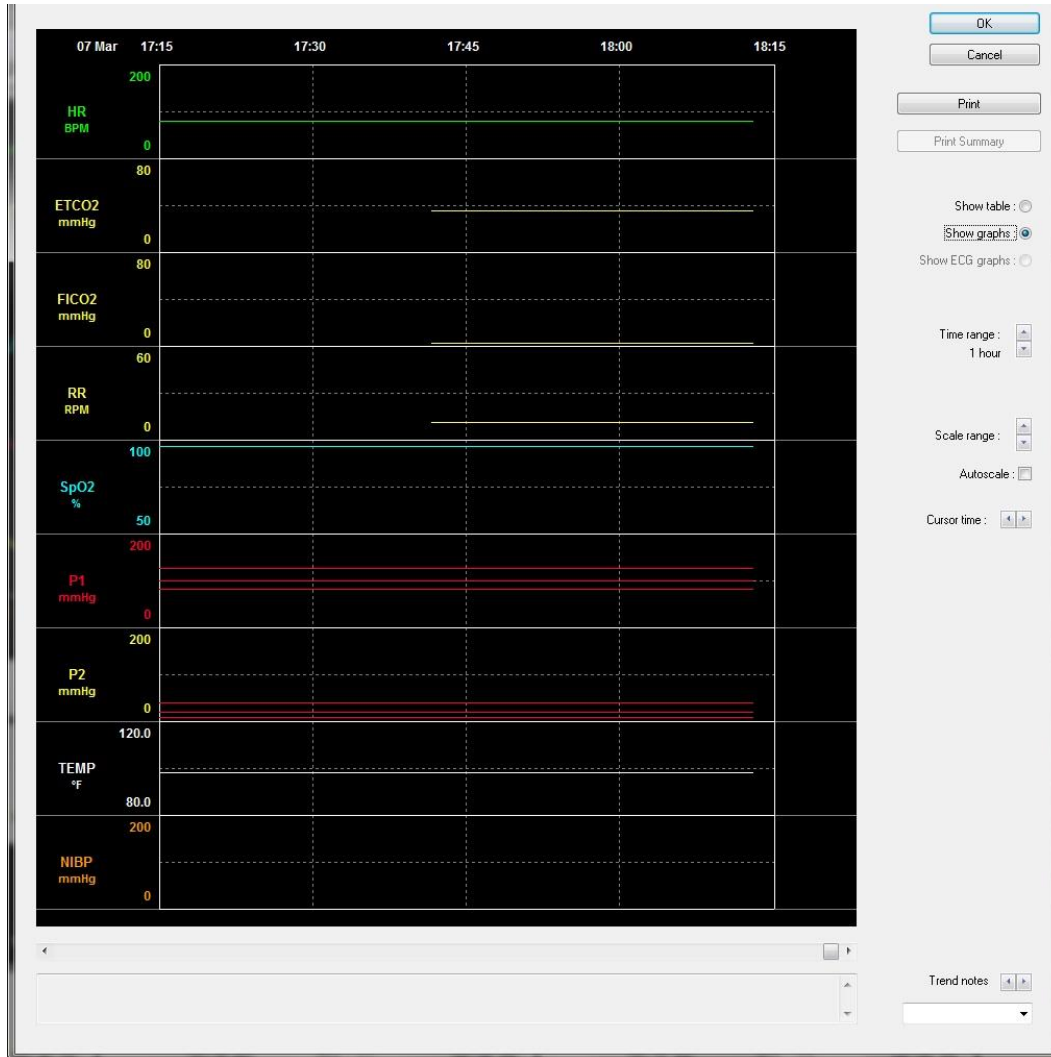 07 Mar 17:15 17:30 17:45 18:00 18:15
200
HR
BPM
0
80
ETCO2
mmHg
0
80
FICO2
mmHg
0
60
RR
RPM
0
100
SpO2
%
50
200
P1
mmHg
0
200
P2
mmHg
0
120.0
TEMP
°F
80.0
200
NIBP
mmHg
0
OK
Cancel
Print
Print Summary
Show table :
Show graphs :
Show ECG graphs :
Time range :
1 hour
Scale range :
Autoscale :
Cursor time :
Trend notes